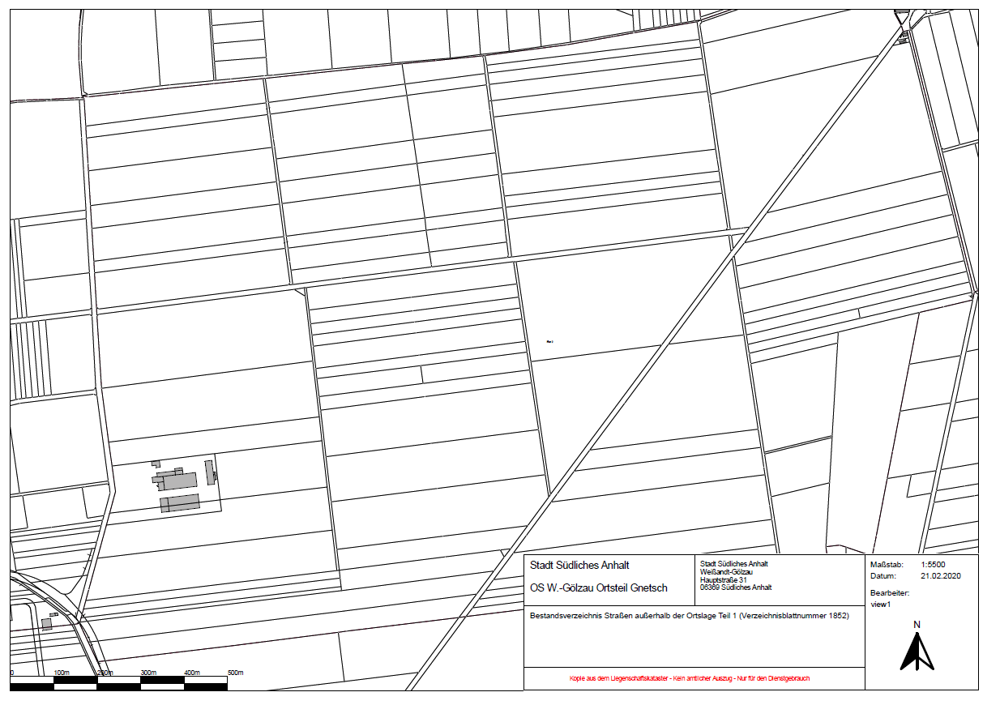 0 100m 200m 300m 400m 500m
Stadt Südliches Anhalt
OS W.-Gölzau Ortsteil Gnetsch
Stadt Südliches Anhalt
Weißandt-Gölzau
Hauptstraße 31
06369 Südliches Anhalt
Bestandsverzeichnis Straßen außerhalb der Ortslage Teil 1 (Verzeichnisblattnummer 1852)
Kopie aus dem Liegenschaftskataster - Kein amtlicher Auszug - Nur für den Dienstgebrauch
Maßstab: 1:5500
Datum: 21.02.2020
Bearbeiter:
view1
N